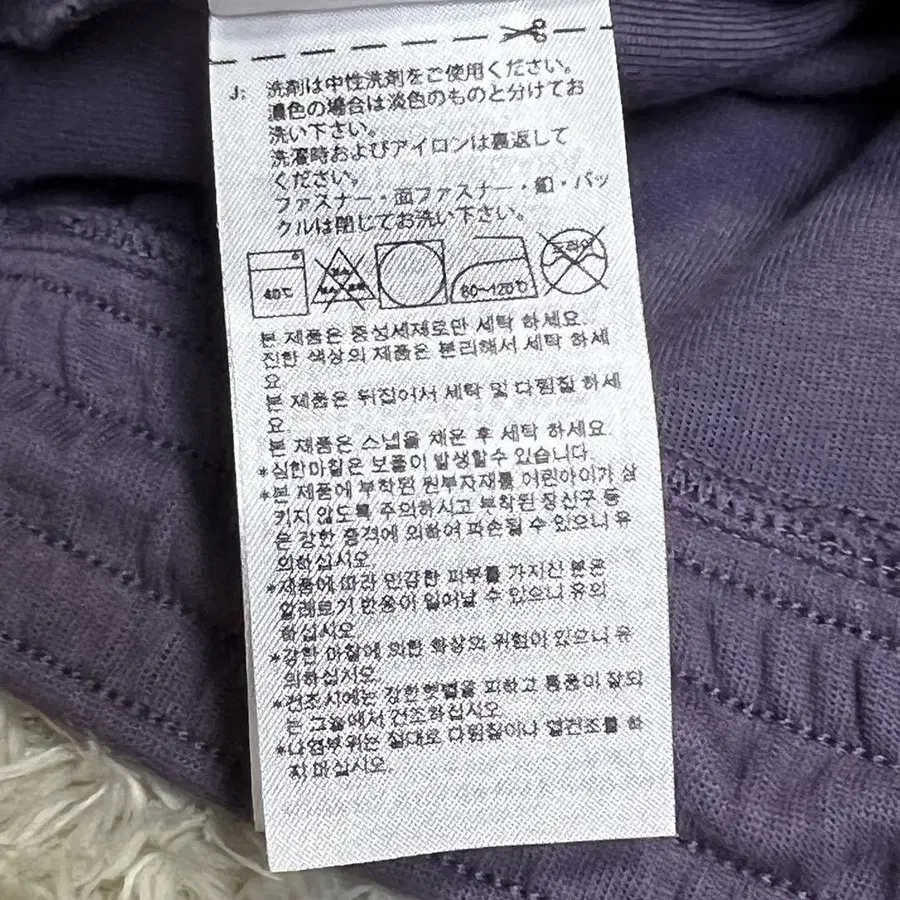 J: 洗剤は中性洗剤をご使用ください。
濃色の場合は淡色のものと分けてお
洗い下さい。
洗濯時およびアイロンは裏返して
ください。
ファスナー・面ファスナー・釦・バッ
クルは閉じてお洗い下さい。
40℃ 80~120℃ 드라이
본 제품은 중성세제로만 세탁 하세요.
진한 색상의 제품은 분리해서 세탁 하세
요
본 제품은 뒤집어서 세탁 및 다림질 하세
요.
본 제품은 스냅을 채운 후 세탁 하세요.
*심한마찰은 보풀이 발생할수 있습니다.
*본 제품에 부착된 원부자재를 어린아이가 삼
키지 않도록 주의하시고 부착된 장신구 등
은 강한 충격에 의하여 파손될 수 있으니 유
의하십시오.
*제품에 따라 민감한 피부를 가지신 분은
알레르기 반응이 일어날 수 있으니 유의
하십시오
*강한 마찰에 의한 화상의 위험이 있으니 유
의하십시오.
*건조시에는 강한햇볕을 피하고 통풍이 잘되
는 그늘에서 건조하십시오
*나염부위는 절대로 다림질이나 열건조를 하
지 마십시오.